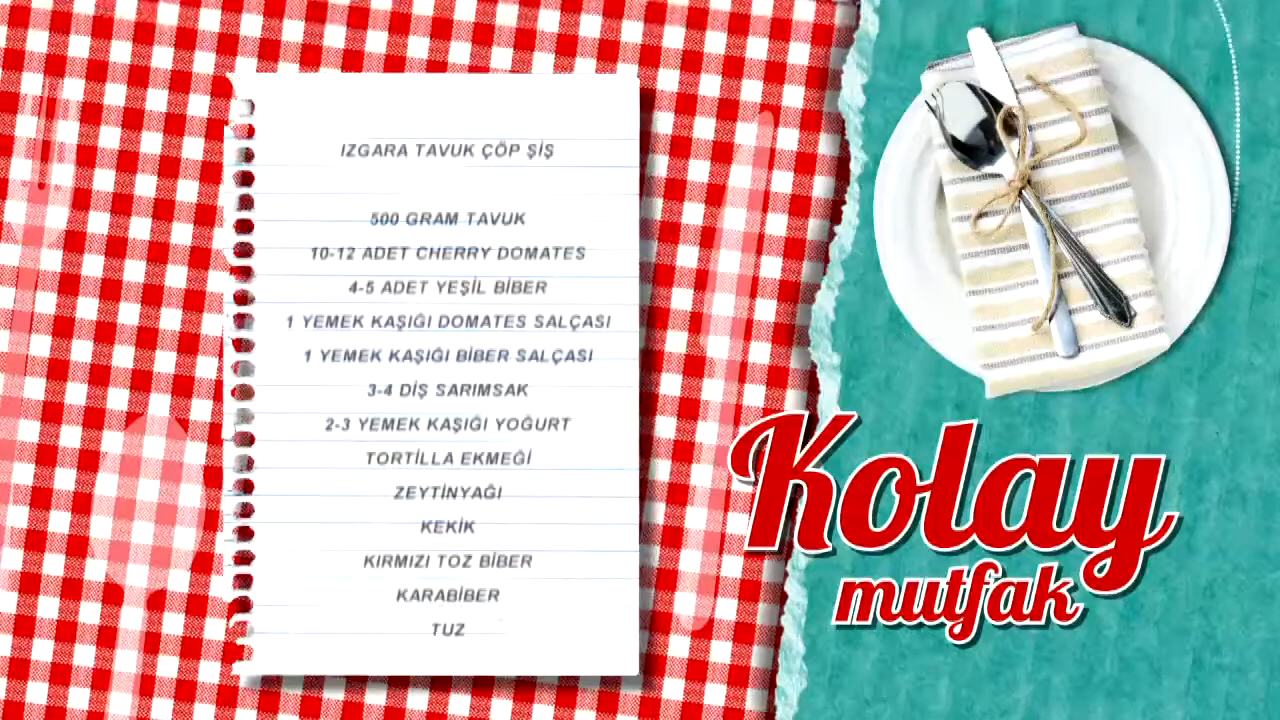 IZGARA TAVUK ÇÖP ŞİŞ
500 GRAM TAVUK
10-12 ADET CHERRY DOMATES
4-5 ADET YEŞİL BİBER
1 YEMEK KAŞIĞI DOMATES SALÇASI
1 YEMEK KAŞIĞI BİBER SALÇASI
3-4 DİŞ SARIMSAK
2-3 YEMEK KAŞIĞI YOĞURT
TORTİLLA EKMEĞİ
ZEYTİNYAĞI
KEKİK
KIRMIZI TOZ BİBER
KARABİBER
TUZ
Kolay
mutfak